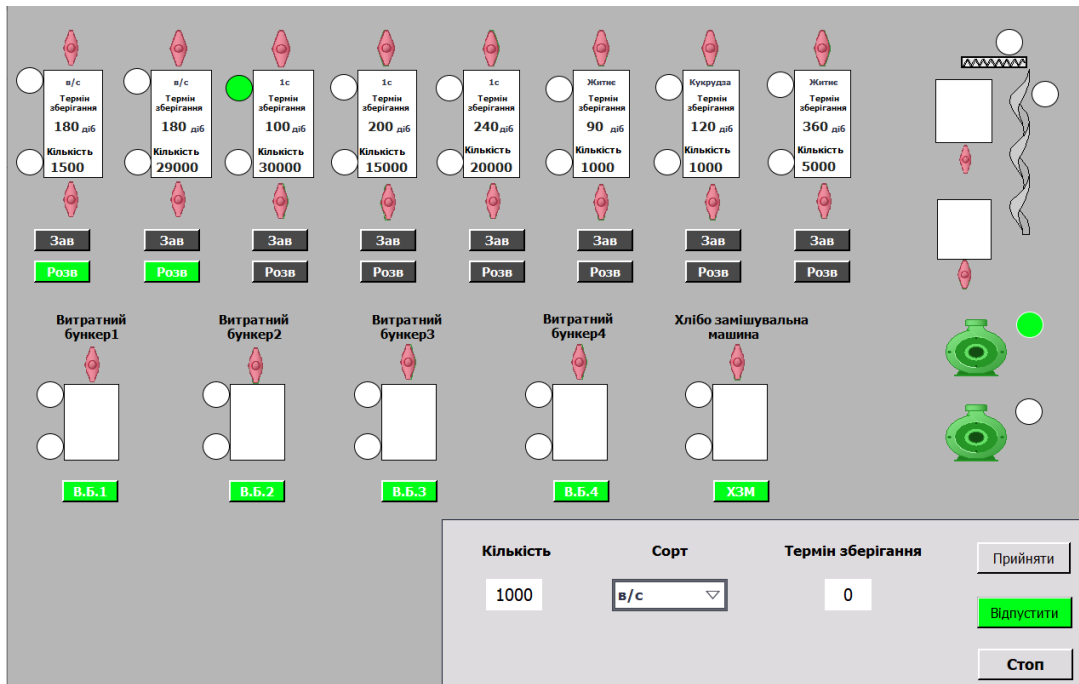 в/с
Термін
зберігання
180 діб
Кількість
1500
в/с
Термін
зберігання
180 діб
Кількість
29000
1с
Термін
зберігання
100 діб
Кількість
30000
1с
Термін
зберігання
200 діб
Кількість
15000
1с
Термін
зберігання
240 діб
Кількість
20000
Житнє
Термін
зберігання
90 діб
Кількість
1000
Кукрудза
Термін
зберігання
120 діб
Кількість
1000
Житнє
Термін
зберігання
360 діб
Кількість
5000
Зав
Зав
Зав
Зав
Зав
Зав
Зав
Зав
Розв
Розв
Розв
Розв
Розв
Розв
Розв
Розв
Витратний
бункер1
Витратний
бункер2
Витратний
бункер3
Витратний
бункер4
Хлібо замішувальна
машина
В.Б.1
В.Б.2
В.Б.3
В.Б.4
ХЗМ
Кількість
Сорт
Термін зберігання
1000
в/с
0
Прийняти
Відпустити
Стоп